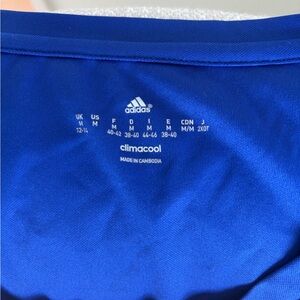 adidas
UK US F D I E CDN J
M M M M M M M/M 2XOT
12-14 40-42 38-40 44-46 38-40
climacool
MADE IN CAMBODIA